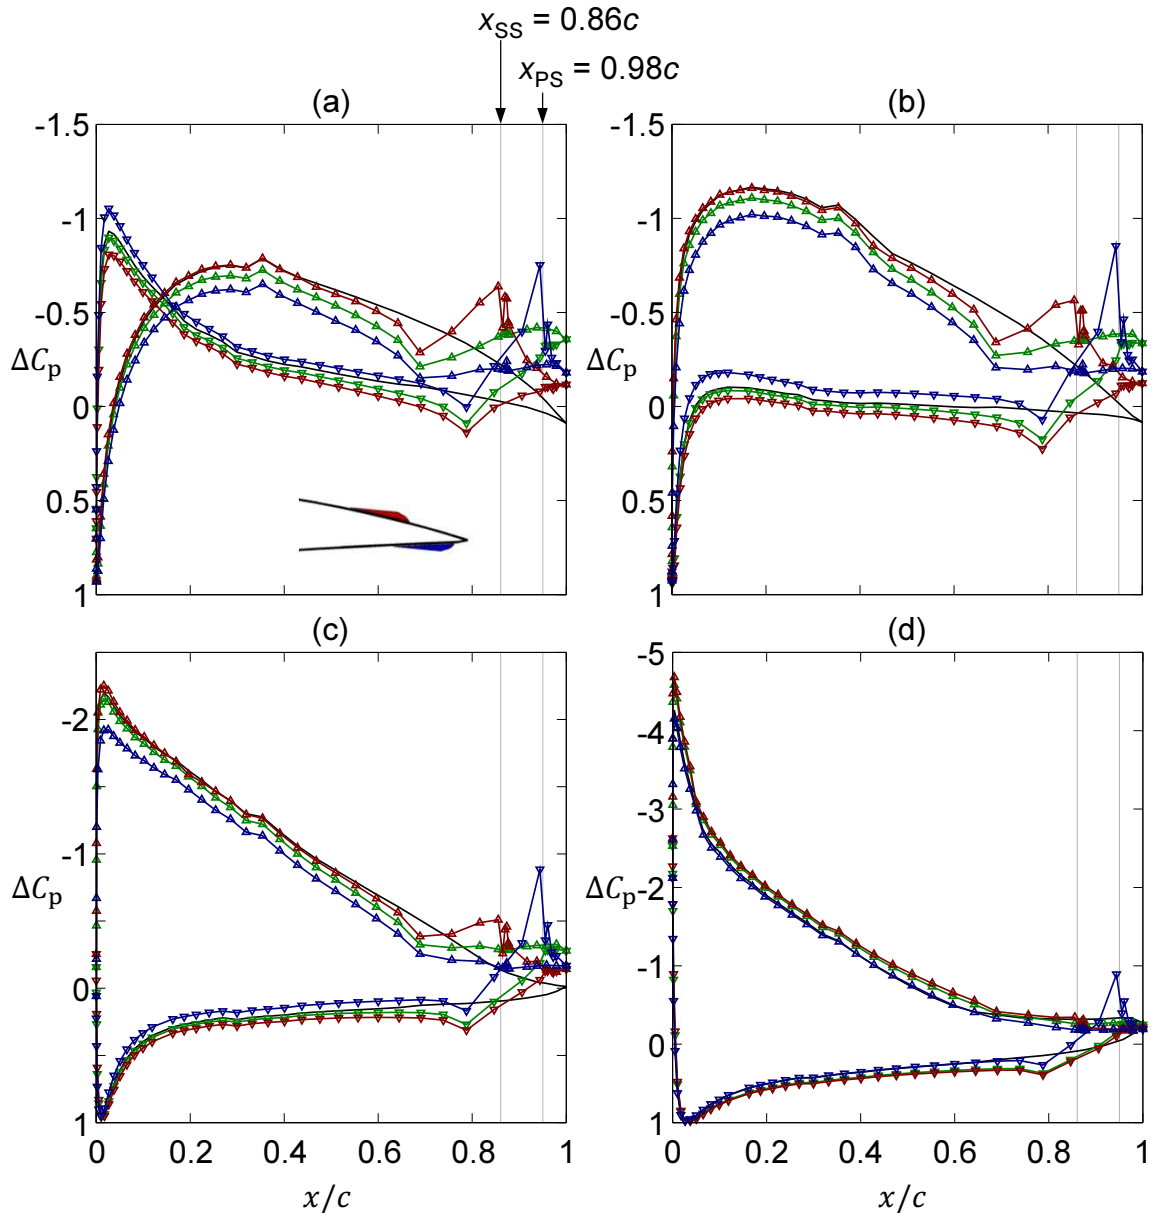 x_SS = 0.86c
x_PS = 0.98c
(a) (b)
-1.5 -1.5
-1 -1
-0.5 -0.5
ΔC_p ΔC_p
0 0
0.5 0.5
1 1
(c) (d)
-2 -5
-4
-1 -3
ΔC_p ΔC_p -2
-1
0 0
1 1
0 0.2 0.4 0.6 0.8 1 0 0.2 0.4 0.6 0.8 1
x/c x/c